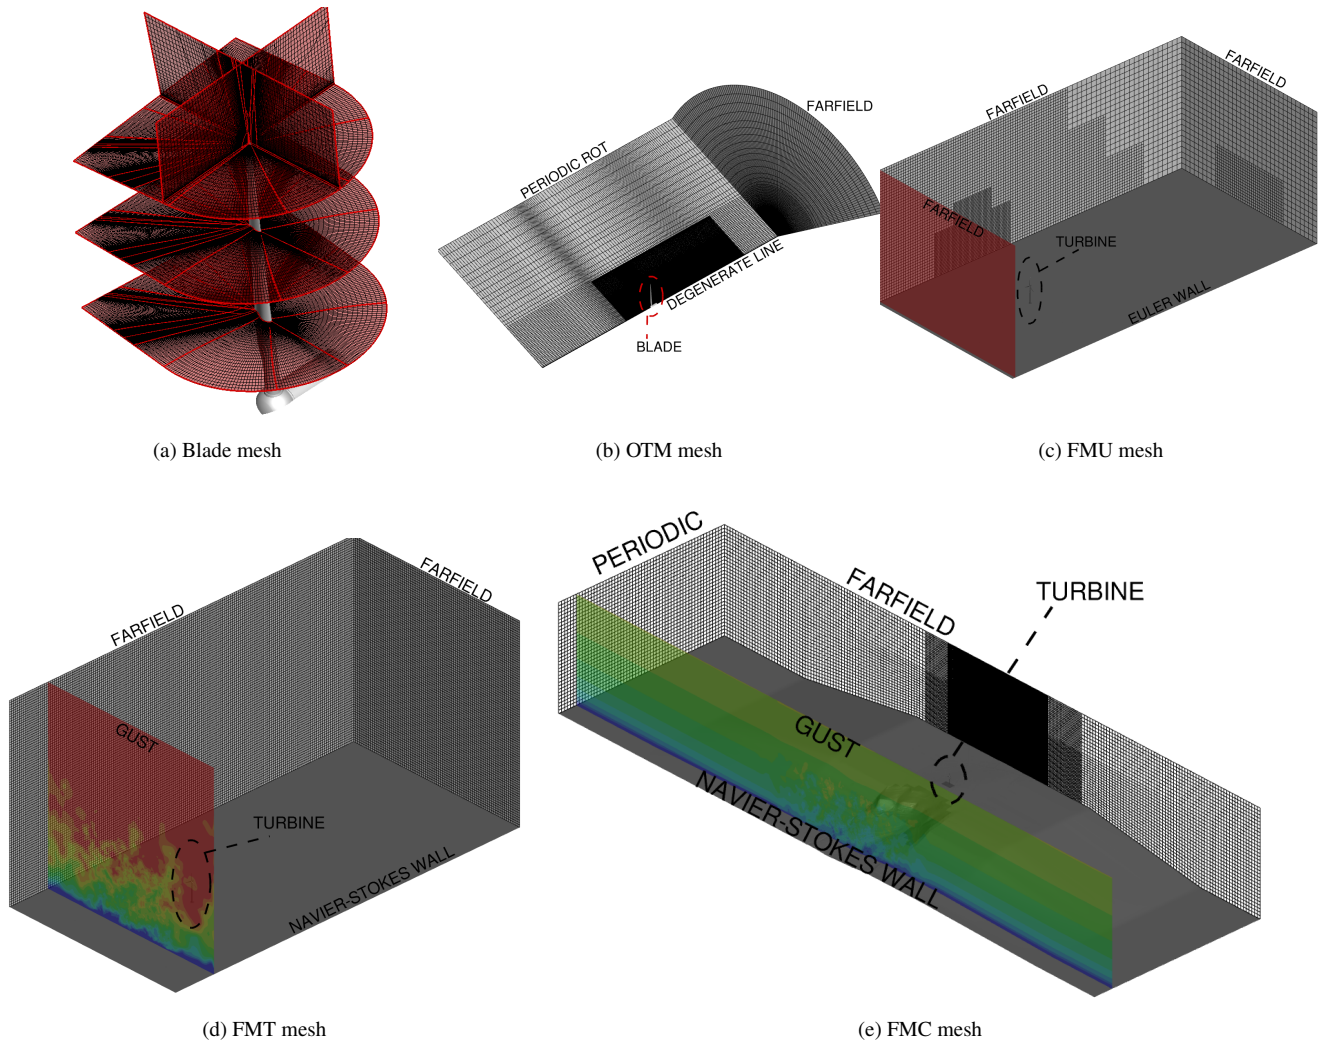 FARFIELD
PERIODIC ROT
DEGENERATE LINE
BLADE
FARFIELD
FARFIELD
FARFIELD
TURBINE
EULER WALL
(a) Blade mesh
(b) OTM mesh
(c) FMU mesh
FARFIELD
FARFIELD
GUST
TURBINE
NAVIER-STOKES WALL
PERIODIC
FARFIELD
TURBINE
GUST
NAVIER-STOKES WALL
(d) FMT mesh
(e) FMC mesh